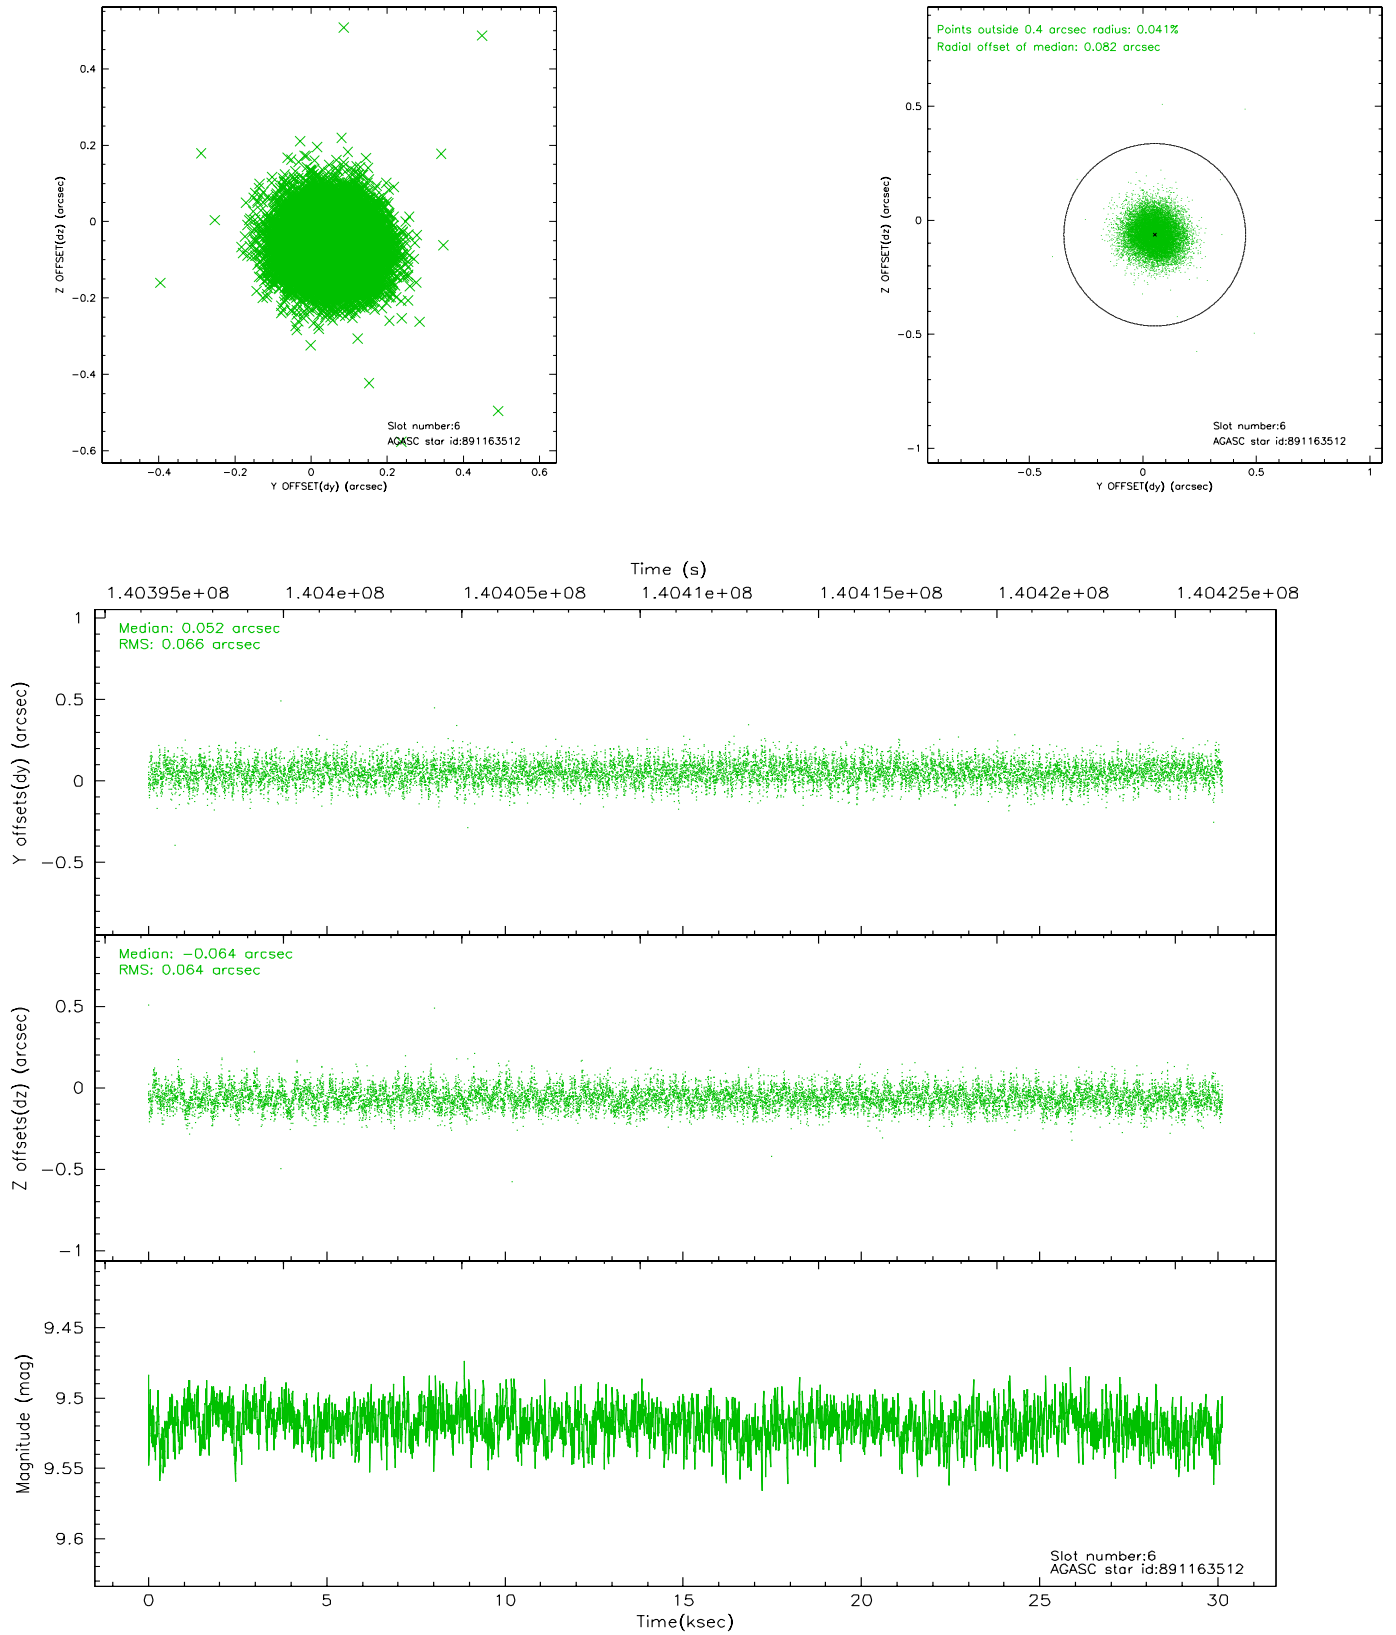 0.4
0.2
0
−0.2
−0.4
−0.6
Z OFFSET(dz) (arcsec)
Slot number:6
AGASC star id:891163512
−0.4 −0.2 0 0.2 0.4 0.6
Y OFFSET(dy) (arcsec)
Points outside 0.4 arcsec radius: 0.041%
Radial offset of median: 0.082 arcsec
0.5
0
−0.5
−1
Z OFFSET(dz) (arcsec)
Slot number:6
AGASC star id:891163512
−0.5 0 0.5 1
Y OFFSET(dy) (arcsec)
Time (s)
1.40395e+08 1.404e+08 1.40405e+08 1.4041e+08 1.40415e+08 1.4042e+08 1.40425e+08
Median: 0.052 arcsec
RMS: 0.066 arcsec
1
0.5
0
−0.5
Y offsets(dy) (arcsec)
Median: −0.064 arcsec
RMS: 0.064 arcsec
0.5
0
−0.5
−1
Z offsets(dz) (arcsec)
9.45
9.5
9.55
9.6
Magnitude (mag)
Slot number:6
AGASC star id:891163512
0 5 10 15 20 25 30
Time(ksec)